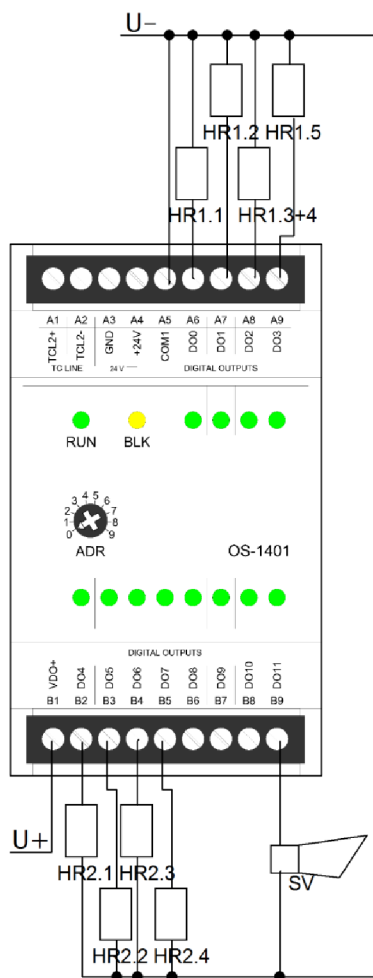 U-
HR1.2 HR1.5
HR1.1 HR1.3+4
A1 A2 A3 A4 A5 A6 A7 A8 A9
TCL2+ TCL2- GND +24V COM1 DO0 DO1 DO2 DO3
TC LINE 24 V DIGITAL OUTPUTS
RUN BLK
0 1 2 3 4 5 6 7 8 9
ADR OS-1401
DIGITAL OUTPUTS
VDO+ DO4 DO5 DO6 DO7 DO8 DO9 DO10 DO11
B1 B2 B3 B4 B5 B6 B7 B8 B9
U+
HR2.1 HR2.3
SV
HR2.2 HR2.4